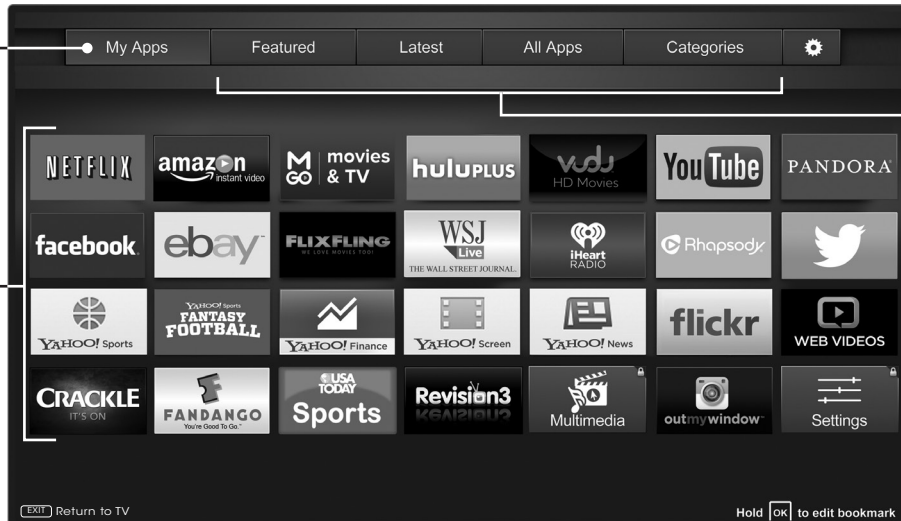 My Apps Featured Latest All Apps Categories
NETFLIX amazon instant video M GO movies & TV huluPLUS vudu HD Movies YouTube PANDORA
facebook ebay FLIXFLING WE LOVE MOVIES TOO! WSJ Live THE WALL STREET JOURNAL. iHeart RADIO Rhapsody
YAHOO! Sports YAHOO! Sports FANTASY FOOTBALL YAHOO! Finance YAHOO! Screen YAHOO! News flickr WEB VIDEOS
CRACKLE IT'S ON FANDANGO You're Good To Go.™ USA TODAY Sports Revision3 Multimedia outmywindow™ Settings
EXIT Return to TV Hold OK to edit bookmark